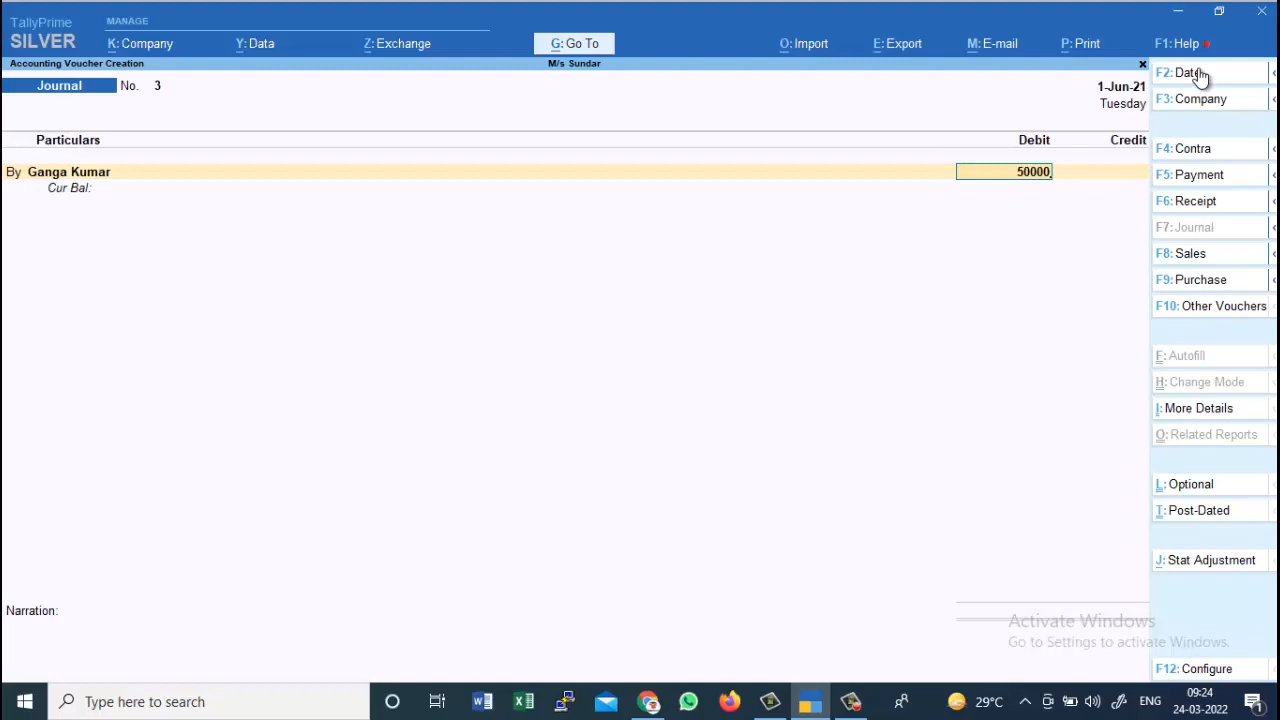 TallyPrime
SILVER
MANAGE
K: Company
Y: Data
Z: Exchange
G: Go To
O: Import
E: Export
M: E-mail
P: Print
F1: Help
Accounting Voucher Creation
M/s Sundar
Journal No. 3
1-Jun-21
Tuesday
Particulars Debit Credit
By Ganga Kumar 50000
Cur Bal:
Narration:
F2: Date
F3: Company
F4: Contra
F5: Payment
F6: Receipt
F7: Journal
F8: Sales
F9: Purchase
F10: Other Vouchers
F: Autofill
H: Change Mode
I: More Details
O: Related Reports
L: Optional
T: Post-Dated
J: Stat Adjustment
F12: Configure
Activate Windows
Go to Settings to activate Windows.
Type here to search
29°C
ENG
09:24
24-03-2022
1